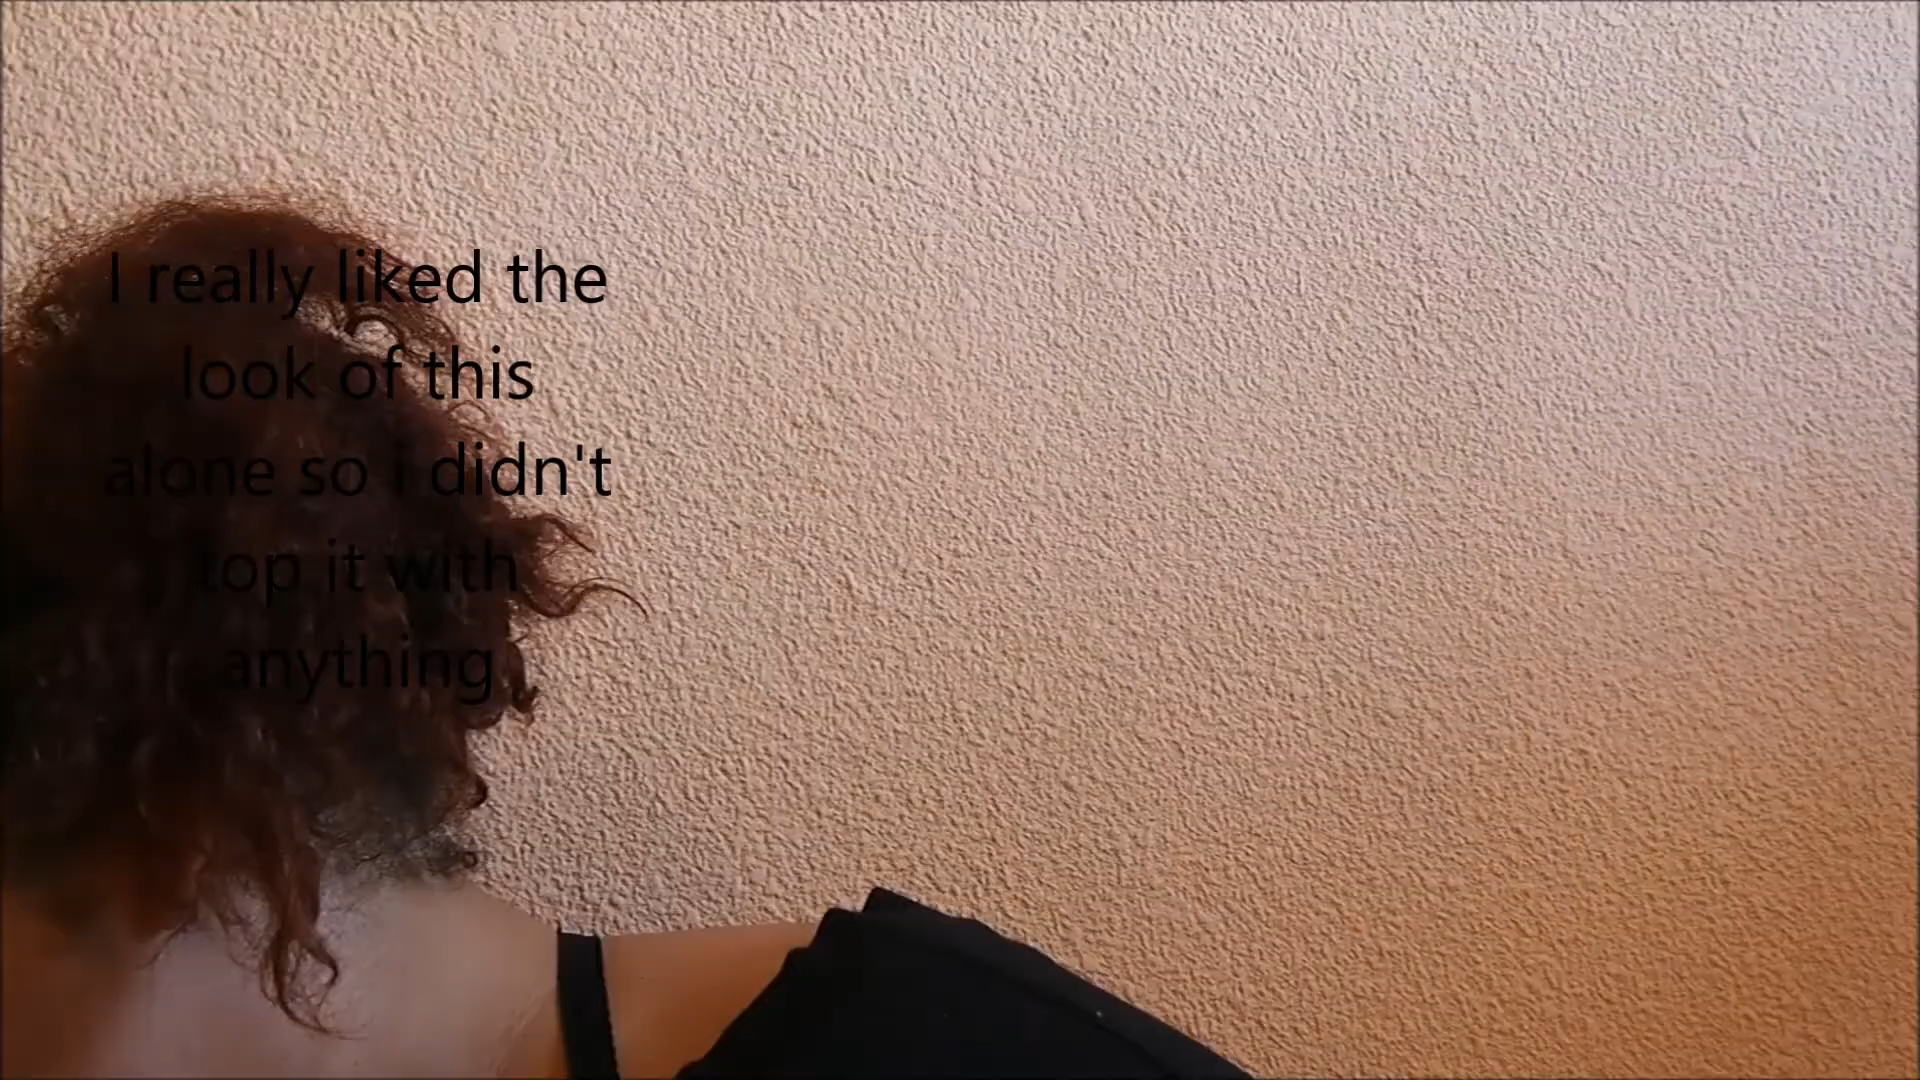 I really liked the
look of this
alone so i didn't
top it with
anything